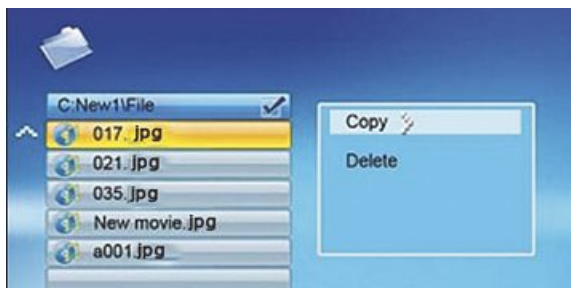 C:New1\File
017. jpg
021. jpg
035. jpg
New movie. jpg
a001. jpg
Copy
Delete